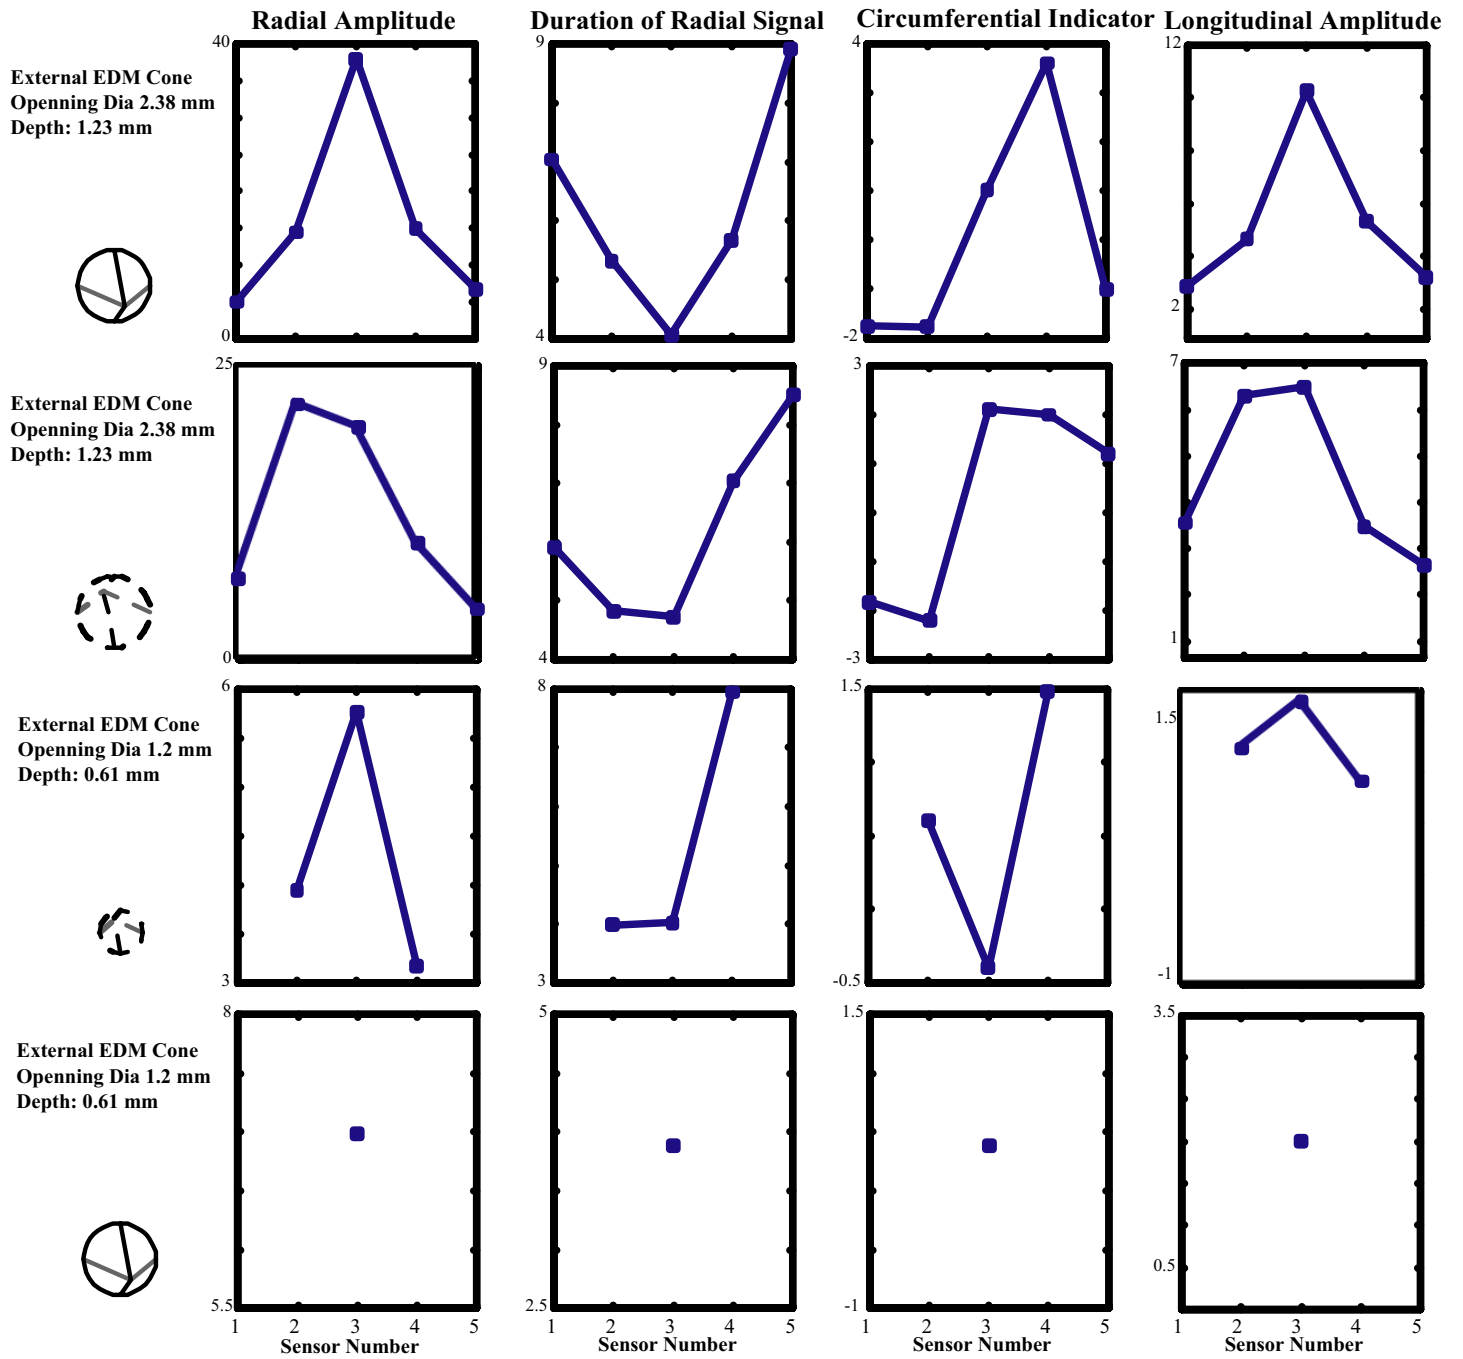 Radial Amplitude
Duration of Radial Signal
Circumferential Indicator
Longitudinal Amplitude
External EDM Cone
Openning Dia 2.38 mm
Depth: 1.23 mm
40
0
9
4
4
-2
12
2
External EDM Cone
Openning Dia 2.38 mm
Depth: 1.23 mm
25
0
9
4
3
-3
7
1
External EDM Cone
Openning Dia 1.2 mm
Depth: 0.61 mm
6
3
8
3
1.5
-0.5
1.5
-1
External EDM Cone
Openning Dia 1.2 mm
Depth: 0.61 mm
8
5.5
5
2.5
1.5
-1
3.5
0.5
1 2 3 4 5
Sensor Number
1 2 3 4 5
Sensor Number
1 2 3 4 5
Sensor Number
1 2 3 4 5
Sensor Number